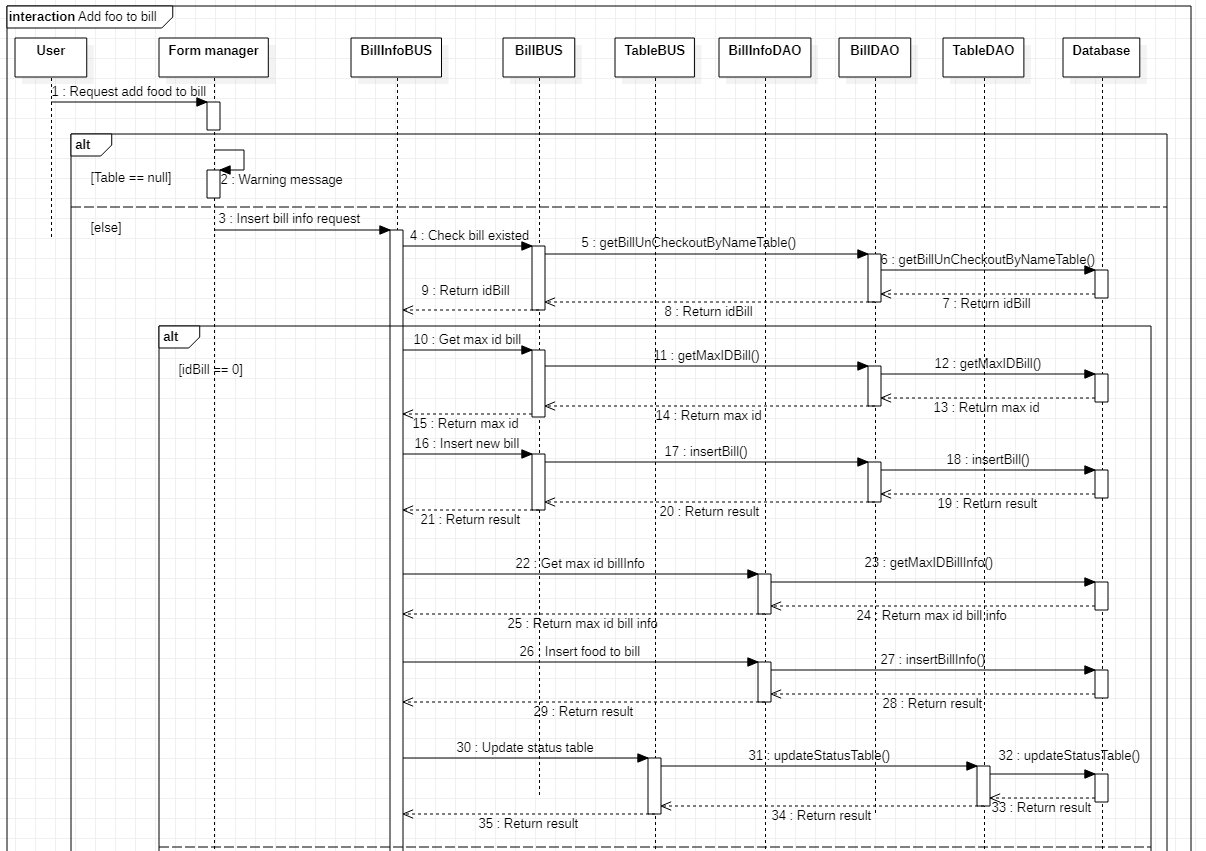 interaction Add foo to bill
User
Form manager
BillInfoBUS
BillBUS
TableBUS
BillInfoDAO
BillDAO
TableDAO
Database
1 : Request add food to bill
alt
[Table == null]
2 : Warning message
[else]
3 : Insert bill info request
4 : Check bill existed
5 : getBillUnCheckoutByNameTable()
6 : getBillUnCheckoutByNameTable()
7 : Return idBill
8 : Return idBill
9 : Return idBill
alt
[idBill == 0]
10 : Get max id bill
11 : getMaxIDBill()
12 : getMaxIDBill()
13 : Return max id
14 : Return max id
15 : Return max id
16 : Insert new bill
17 : insertBill()
18 : insertBill()
19 : Return result
20 : Return result
21 : Return result
22 : Get max id billInfo
23 : getMaxIDBillInfo()
24 : Return max id bill info
25 : Return max id bill info
26 : Insert food to bill
27 : insertBillInfo()
28 : Return result
29 : Return result
30 : Update status table
31 : updateStatusTable()
32 : updateStatusTable()
33 : Return result
34 : Return result
35 : Return result